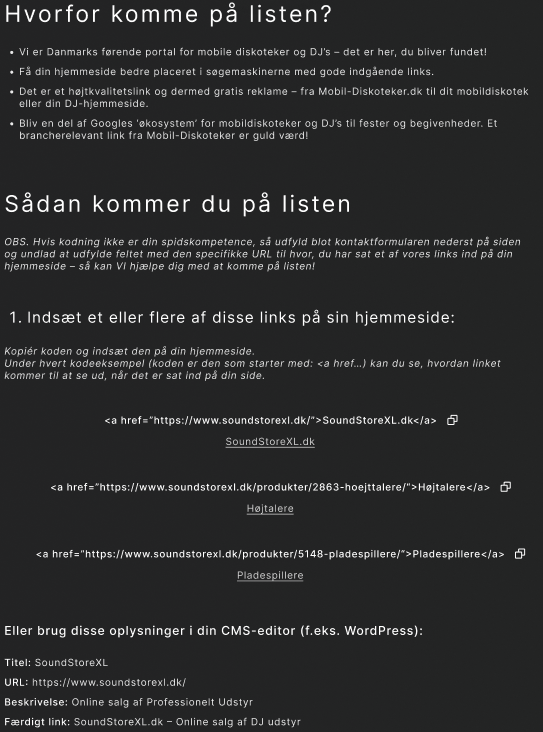 Hvorfor komme på listen?
• Vi er Danmarks førende portal for mobile diskoteker og DJ’s – det er her, du bliver fundet!
• Få din hjemmeside bedre placeret i søgemaskinerne med gode indgående links.
• Det er et højtkvalitetslink og dermed gratis reklame – fra Mobil-Diskoteker.dk til dit mobildiskotek
eller din DJ-hjemmeside.
• Bliv en del af Googles ‘økosystem’ for mobildiskoteker og DJ’s til fester og begivenheder. Et
brancherelevant link fra Mobil-Diskoteker er guld værd!
Sådan kommer du på listen
OBS. Hvis kodning ikke er din spidskompetence, så udfyld blot kontaktformularen nederst på siden
og undlad at udfylde feltet med den specifikke URL til hvor, du har sat et af vores links ind på din
hjemmeside – så kan VI hjælpe dig med at komme på listen!
1. Indsæt et eller flere af disse links på sin hjemmeside:
Kopiér koden og indsæt den på din hjemmeside.
Under hvert kodeeksempel (koden er den som starter med: <a href…) kan du se, hvordan linket
kommer til at se ud, når det er sat ind på din side.
<a href=”https://www.soundstorexl.dk/”>SoundStoreXL.dk</a>
SoundStoreXL.dk
<a href=”https://www.soundstorexl.dk/produkter/2863-hoejttalere/”>Højtalere</a>
Højtalere
<a href=”https://www.soundstorexl.dk/produkter/5148-pladespillere/”>Pladespillere</a>
Pladespillere
Eller brug disse oplysninger i din CMS-editor (f.eks. WordPress):
Titel: SoundStoreXL
URL: https://www.soundstorexl.dk/
Beskrivelse: Online salg af Professionelt Udstyr
Færdigt link: SoundStoreXL.dk – Online salg af DJ udstyr